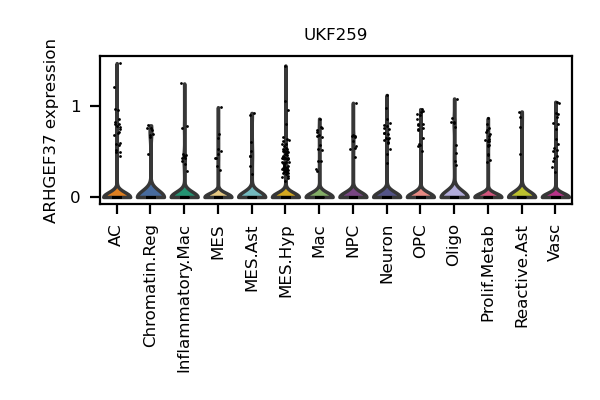 UKF259
ARHGEF37 expression
1
0
AC
Chromatin.Reg
Inflammatory.Mac
MES
MES.Ast
MES.Hyp
Mac
NPC
Neuron
OPC
Oligo
Prolif.Metab
Reactive.Ast
Vasc